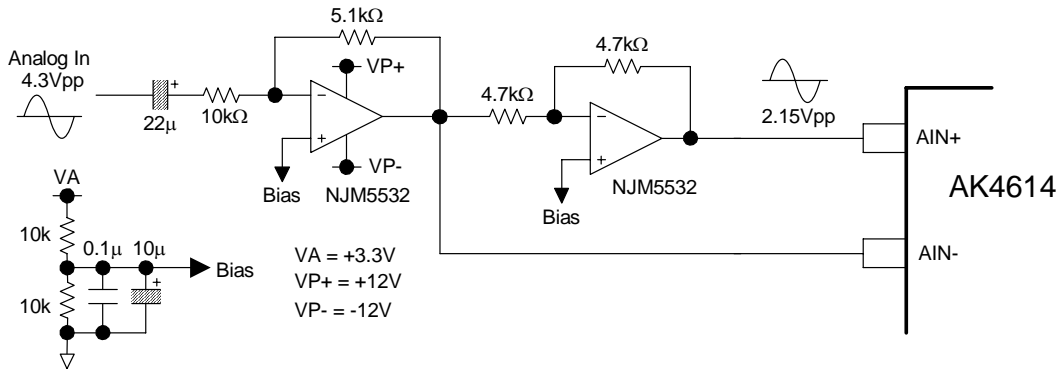 5.1kΩ
Analog In
4.3Vpp
VP+
4.7kΩ
4.7kΩ
2.15Vpp
22μ
10kΩ
AIN+
VP-
NJM5532
NJM5532
Bias
Bias
AK4614
VA
10k
0.1μ
10μ
Bias
10k
VA = +3.3V
VP+ = +12V
VP- = -12V
AIN-